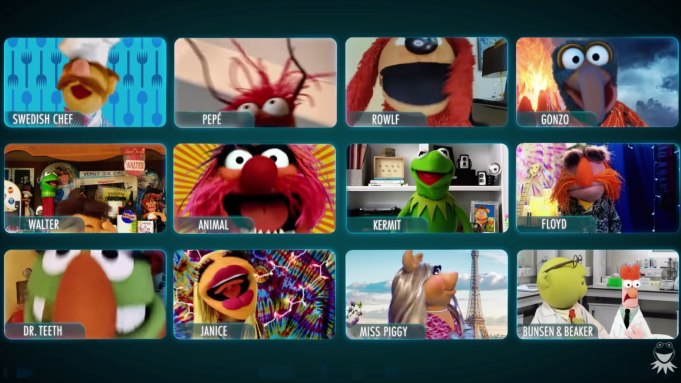 SWEDISH CHEF
PEPÉ
ROWLF
GONZO
WALTER
ANIMAL
KERMIT
FLOYD
DR. TEETH
JANICE
MISS PIGGY
BUNSEN & BEAKER